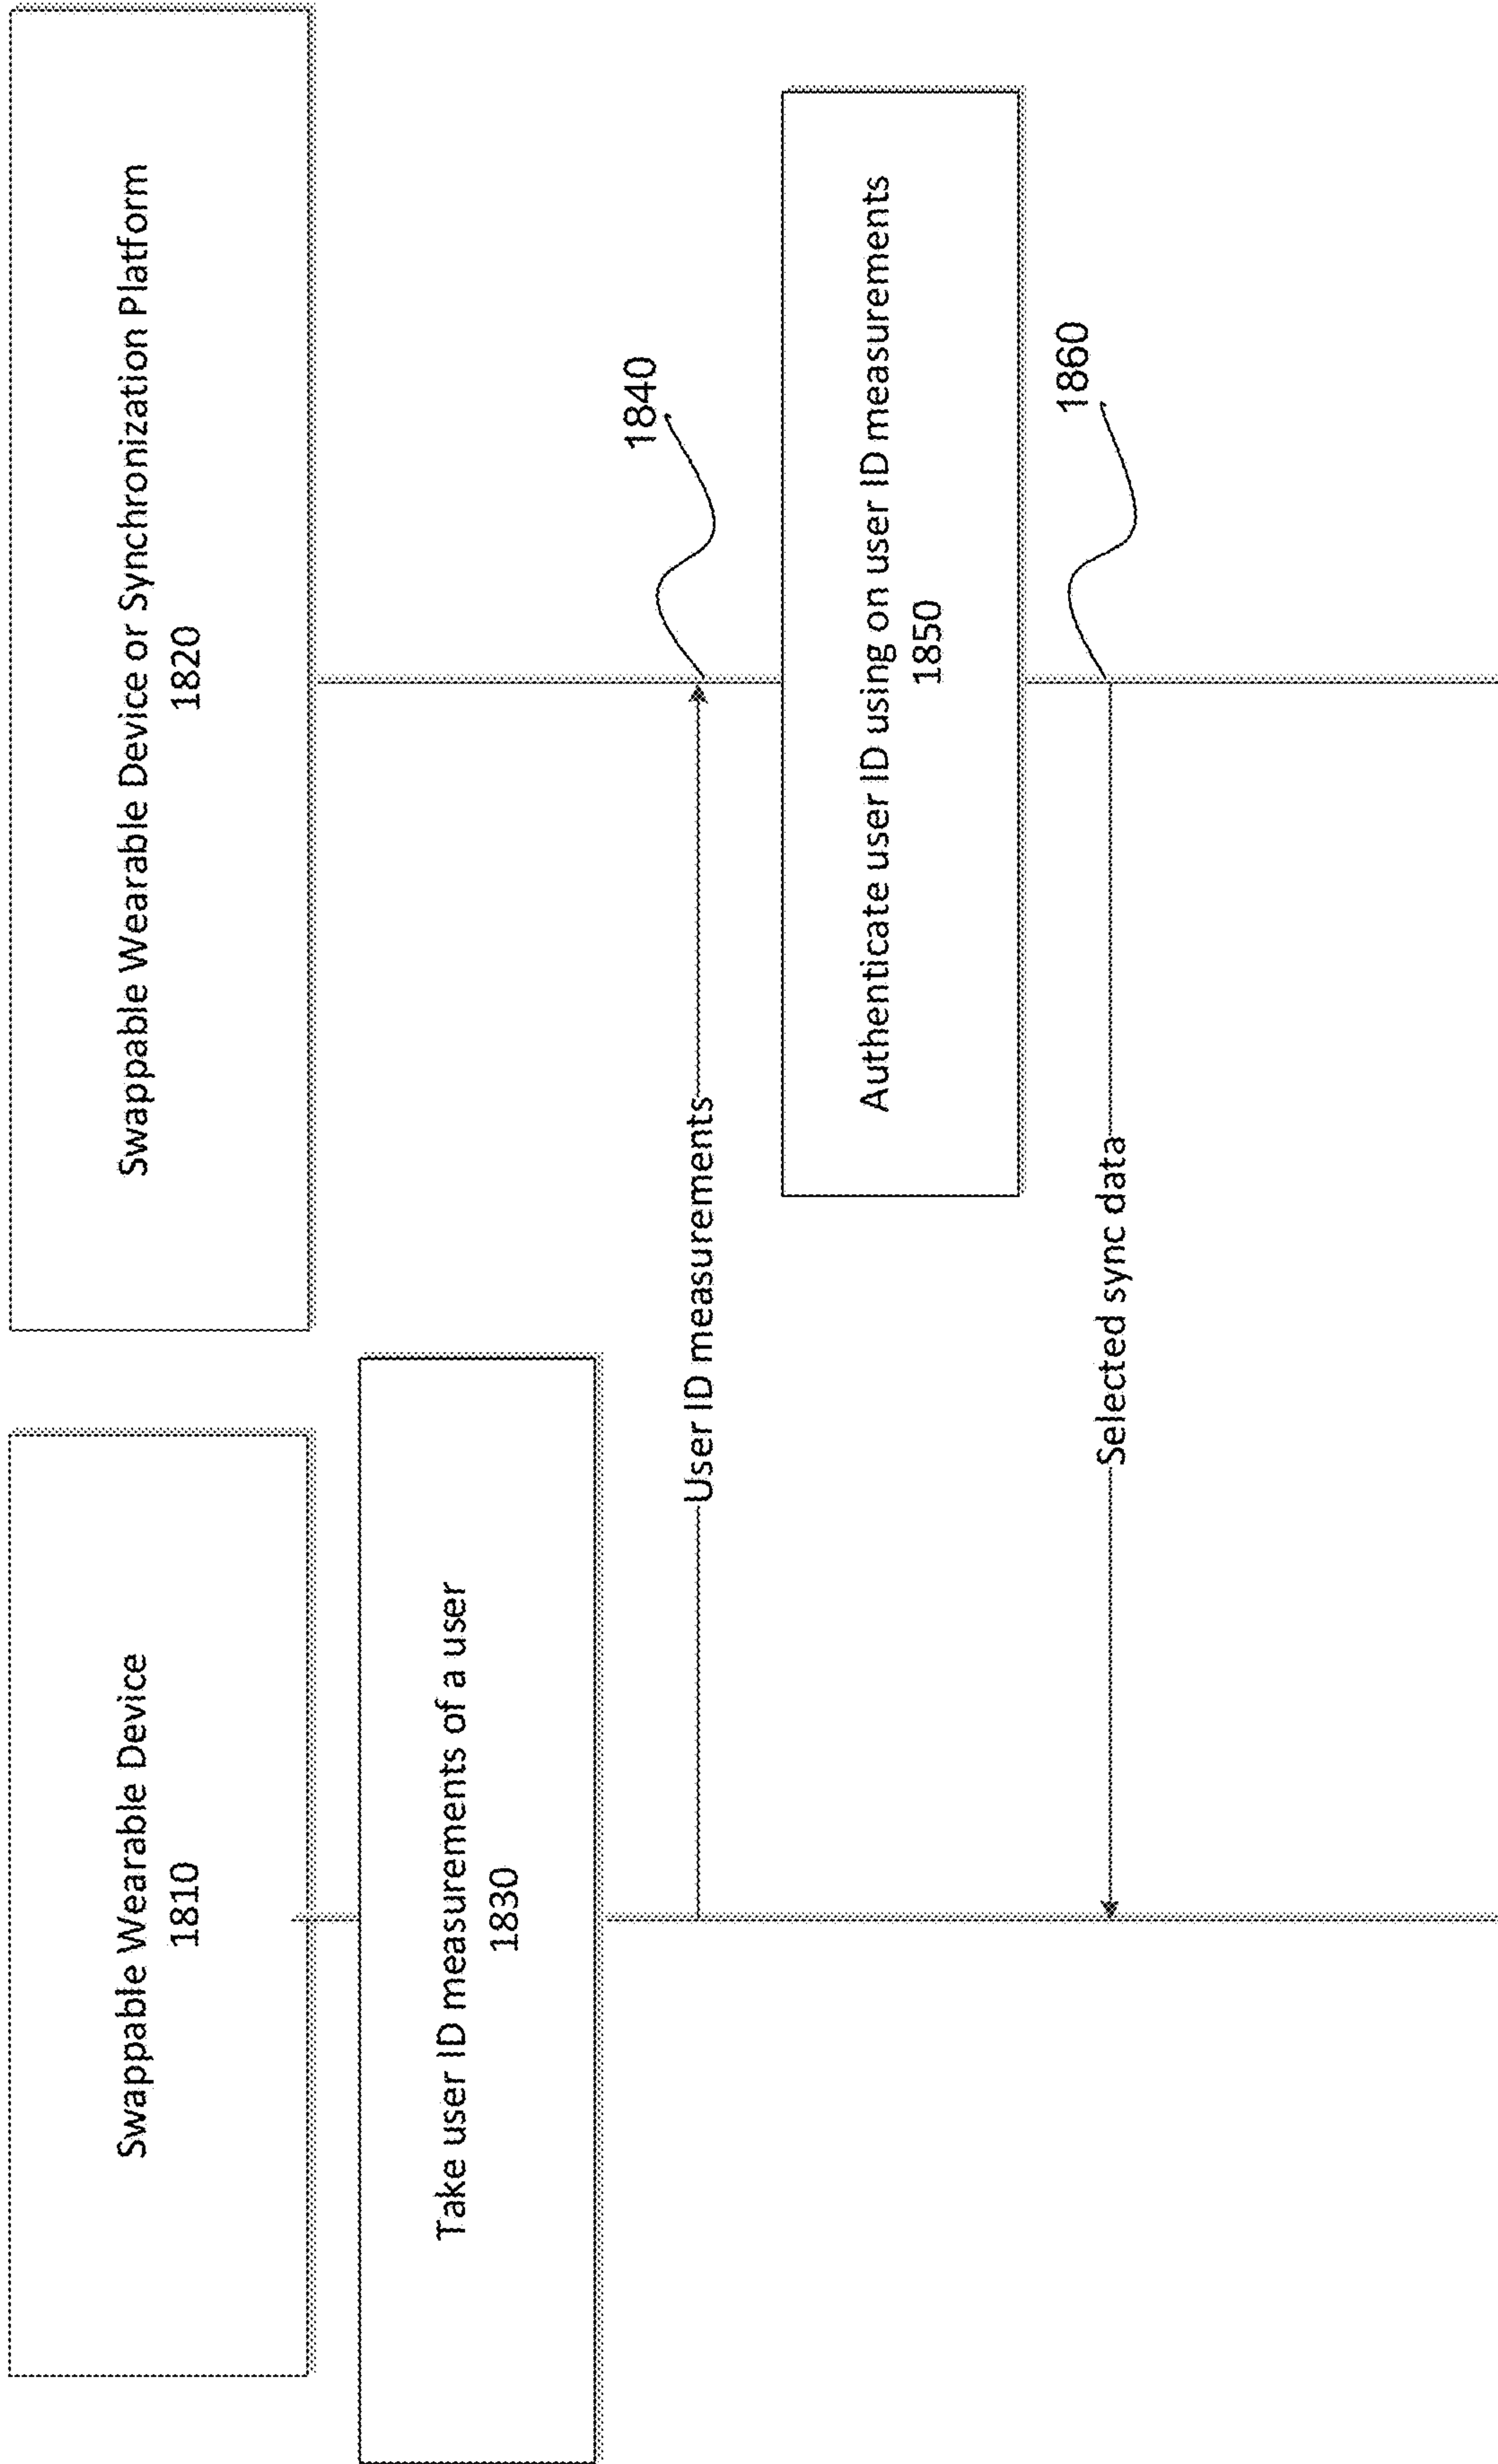 Swappable Wearable Device
1810
Swappable Wearable Device or Synchronization Platform
1820
Take user ID measurements of a user
1830
User ID measurements
1840
Authenticate user ID using on user ID measurements
1850
Selected sync data
1860